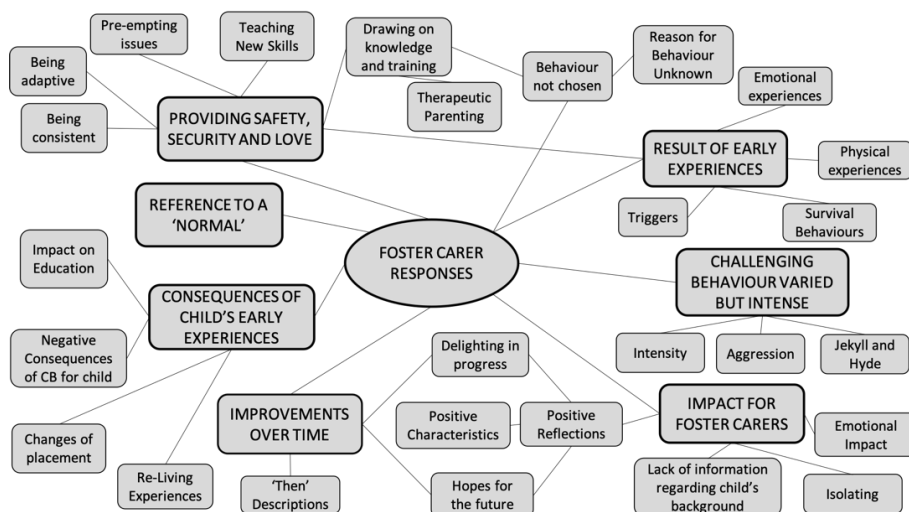 Pre-empting
issues
Teaching
New Skills
Drawing on
knowledge
and training
Reason for
Behaviour
Unknown
Being
adaptive
Behaviour
not chosen
Emotional
experiences
Therapeutic
Parenting
Being
consistent
PROVIDING SAFETY,
SECURITY AND LOVE
RESULT OF EARLY
EXPERIENCES
Physical
experiences
REFERENCE TO A
‘NORMAL’
Triggers
Survival
Behaviours
Impact on
Education
FOSTER CARER
RESPONSES
CHALLENGING
BEHAVIOUR VARIED
BUT INTENSE
CONSEQUENCES OF
CHILD’S EARLY
EXPERIENCES
Negative
Consequences
of CB for child
Delighting in
progress
Intensity
Aggression
Jekyll and
Hyde
IMPROVEMENTS
OVER TIME
Positive
Characteristics
Positive
Reflections
IMPACT FOR
FOSTER CARERS
Emotional
Impact
Changes of
placement
Re-Living
Experiences
‘Then’
Descriptions
Hopes for
the future
Lack of information
regarding child’s
background
Isolating